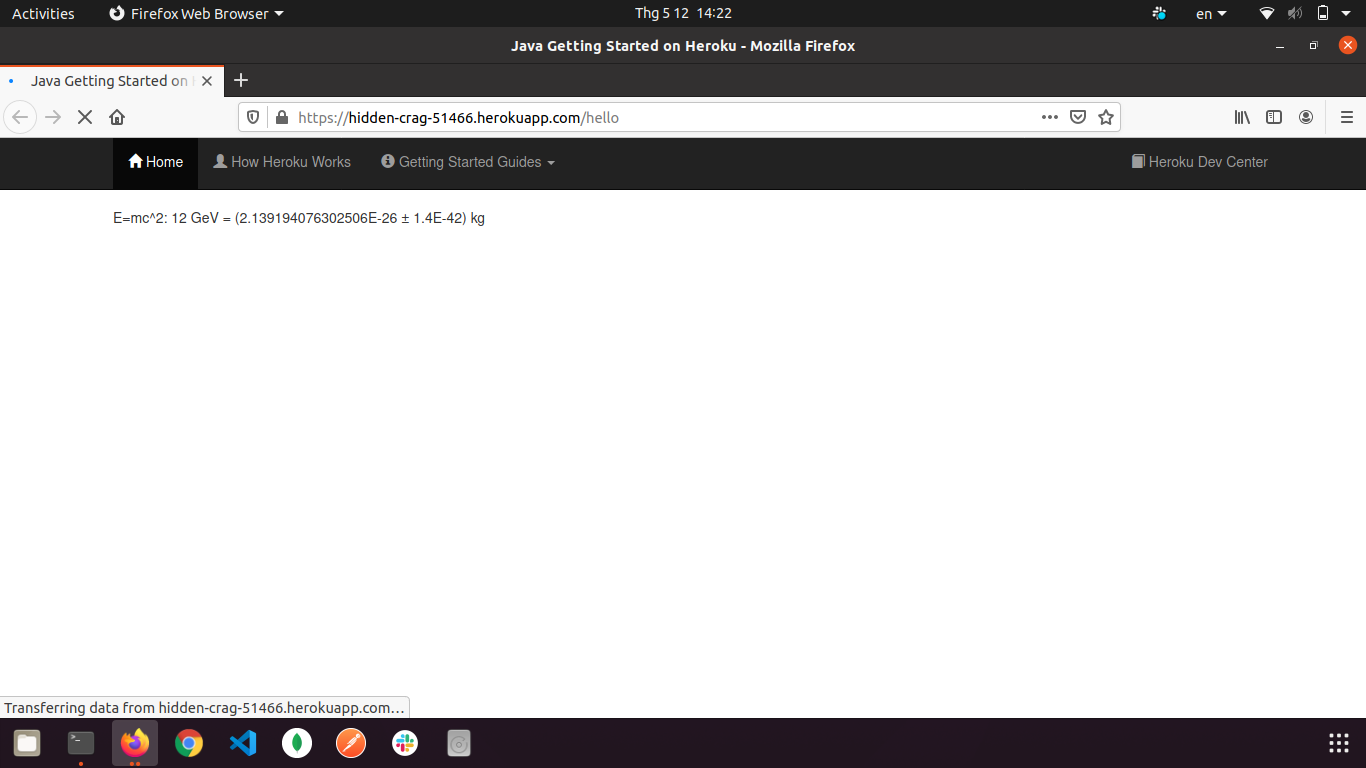 Activities Firefox Web Browser Thg 5 12 14:22 en
Java Getting Started on Heroku - Mozilla Firefox
Java Getting Started on
https://hidden-crag-51466.herokuapp.com/hello
Home How Heroku Works Getting Started Guides Heroku Dev Center
E=mc^2: 12 GeV = (2.139194076302506E-26 ± 1.4E-42) kg
Transferring data from hidden-crag-51466.herokuapp.com…